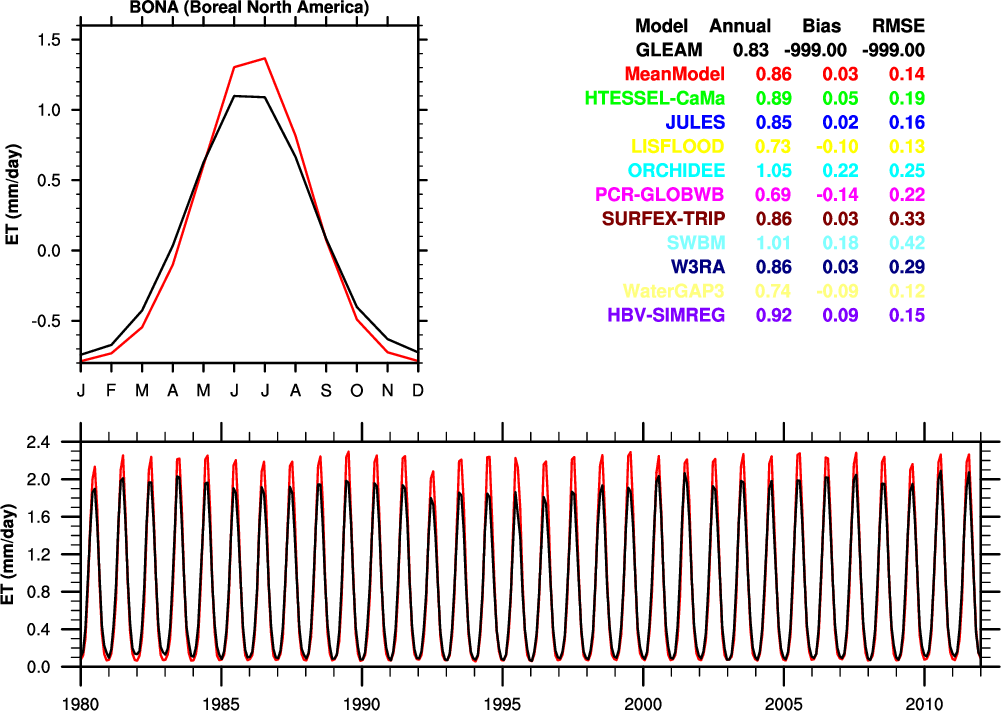 BONA (Boreal North America)
1.5
1.0
0.5
0.0
-0.5
ET (mm/day)
J F M A M J J A S O N D
Model Annual Bias RMSE
GLEAM 0.83 -999.00 -999.00
MeanModel 0.86 0.03 0.14
HTESSEL-CaMa 0.89 0.05 0.19
JULES 0.85 0.02 0.16
LISFLOOD 0.73 -0.10 0.13
ORCHIDEE 1.05 0.22 0.25
PCR-GLOBWB 0.69 -0.14 0.22
SURFEX-TRIP 0.86 0.03 0.33
SWBM 1.01 0.18 0.42
W3RA 0.86 0.03 0.29
WaterGAP3 0.74 -0.09 0.12
HBV-SIMREG 0.92 0.09 0.15
2.4
2.0
1.6
1.2
0.8
0.4
0.0
ET (mm/day)
1980 1985 1990 1995 2000 2005 2010